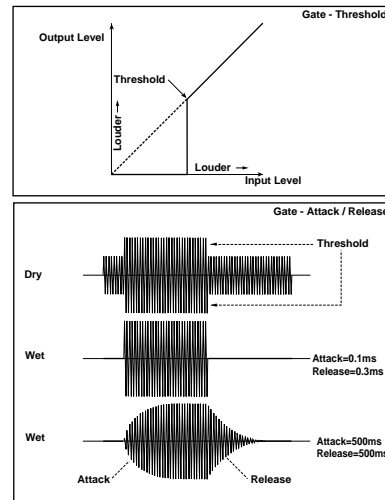 Gate - Threshold
Output Level
Threshold
Louder
Louder
Input Level
Gate - Attack / Release
Threshold
Dry
Wet
Attack=0.1ms
Release=0.3ms
Wet
Attack=500ms
Release=500ms
Attack
Release